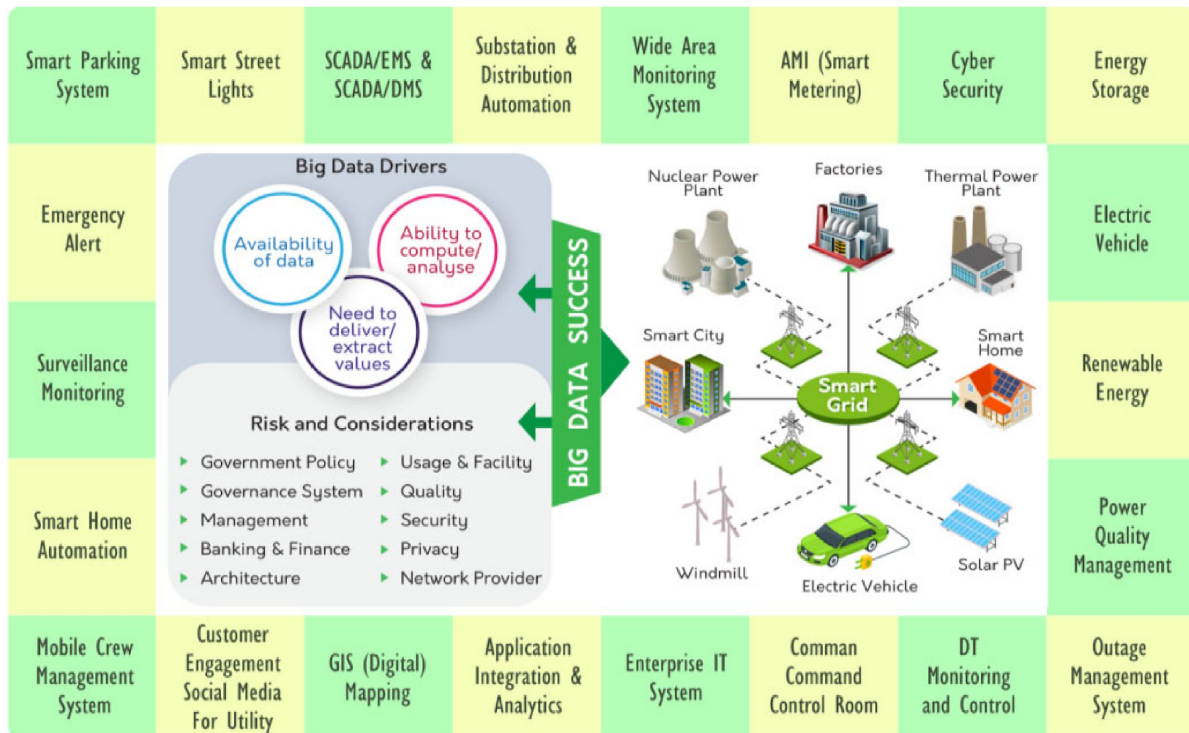 Smart Parking
System
Smart Street
Lights
SCADA/EMS &
SCADA/DMS
Substation &
Distribution
Automation
Wide Area
Monitoring
System
AMI (Smart
Metering)
Cyber
Security
Energy
Storage
Emergency
Alert
Surveillance
Monitoring
Smart Home
Automation
Big Data Drivers
Availability
of data
Ability to
compute/
analyse
Need to
deliver/
extract
values
Risk and Considerations
Government Policy
Governance System
Management
Banking & Finance
Architecture
Usage & Facility
Quality
Security
Privacy
Network Provider
BIG DATA SUCCESS
Nuclear Power
Plant
Factories
Thermal Power
Plant
Smart City
Smart
Grid
Smart
Home
Windmill
Electric Vehicle
Solar PV
Electric
Vehicle
Renewable
Energy
Power
Quality
Management
Mobile Crew
Management
System
Customer
Engagement
Social Media
For Utility
GIS (Digital)
Mapping
Application
Integration &
Analytics
Enterprise IT
System
Comman
Command
Control Room
DT
Monitoring
and Control
Outage
Management
System